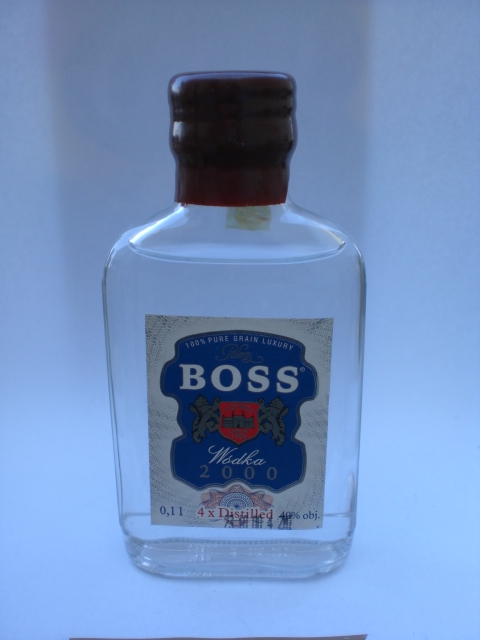 100% PURE GRAIN LUXURY
BOSS©
Wódka
2000
0,1 l 4 x Distilled 40% obj.